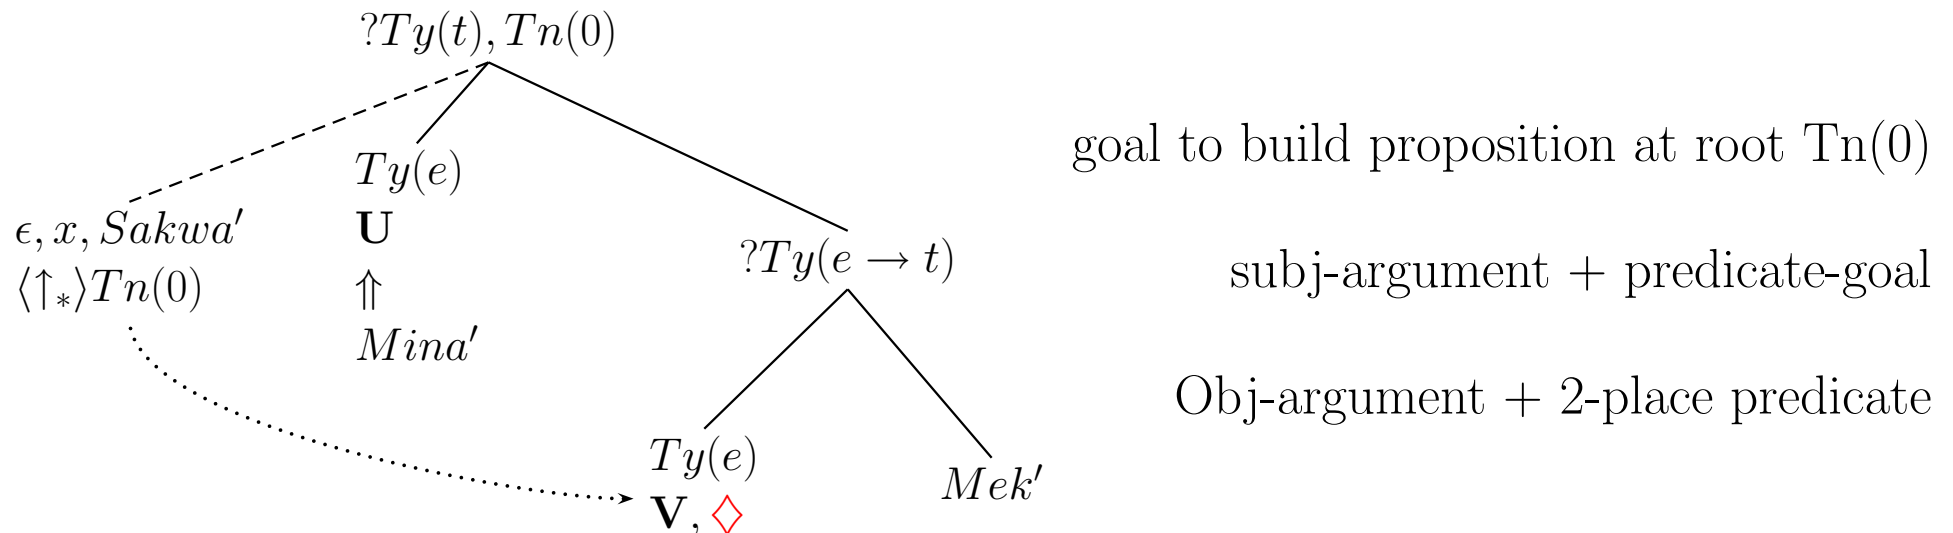 ?Ty(t), Tn(0)
goal to build proposition at root Tn(0)
Ty(e)
ϵ, x, Sakwa′
U
⟨↑∗⟩Tn(0)
⇑
Mina′
?Ty(e → t)
subj-argument + predicate-goal
Obj-argument + 2-place predicate
Ty(e)
V, ◊
Mek′